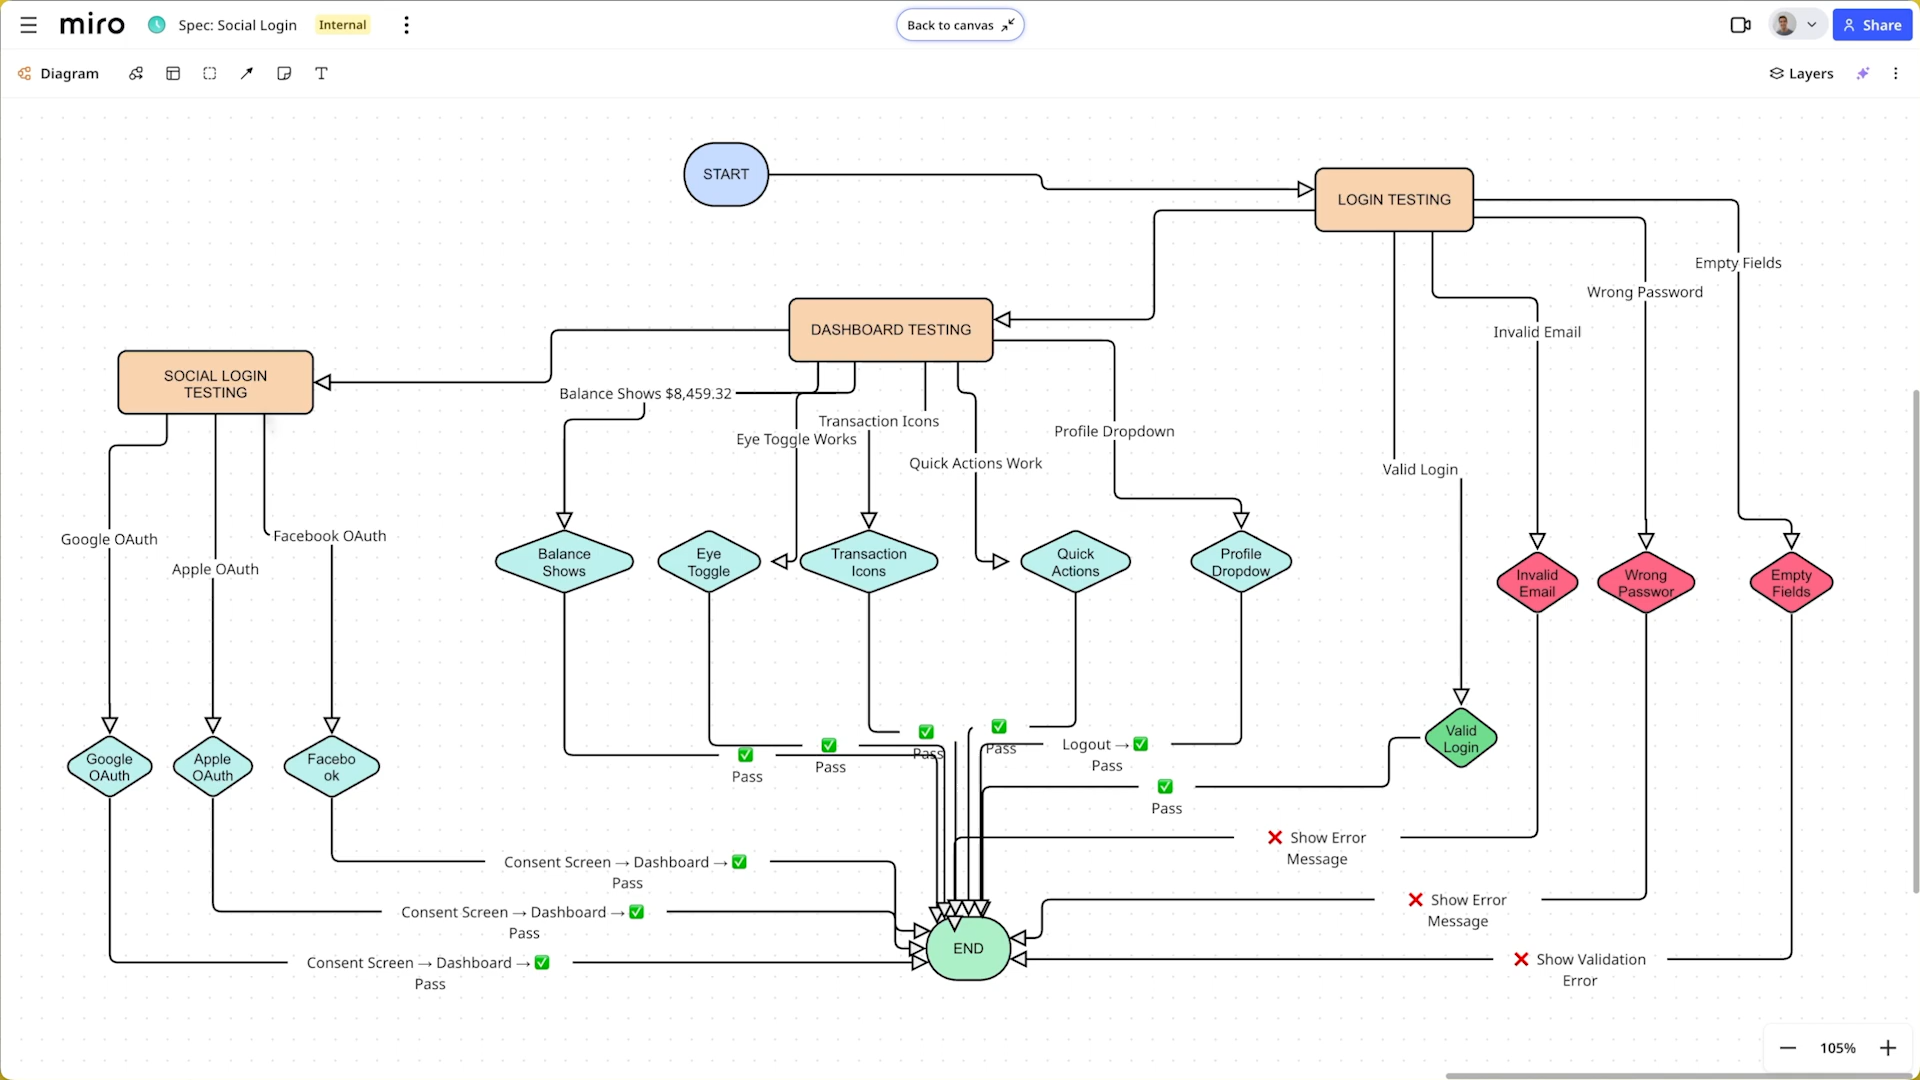 miro
Spec: Social Login
Internal
Back to canvas
Share
Diagram
T
Layers
START
LOGIN TESTING
Empty Fields
Wrong Password
Invalid Email
DASHBOARD TESTING
SOCIAL LOGIN
TESTING
Balance Shows $8,459.32
Transaction Icons
Eye Toggle Works
Profile Dropdown
Quick Actions Work
Valid Login
Google OAuth
Facebook OAuth
Apple OAuth
Balance
Shows
Eye
Toggle
Transaction
Icons
Quick
Actions
Profile
Dropdow
Invalid
Email
Wrong
Passwor
Empty
Fields
Valid
Login
Google
OAuth
Apple
OAuth
Facebo
ok
✅
Pass
✅
Pass
✅
Pass
✅
Pass
Logout → ✅
Pass
✅
Pass
❌ Show Error
Message
Consent Screen → Dashboard → ✅
Pass
❌ Show Error
Message
Consent Screen → Dashboard → ✅
Pass
END
❌ Show Validation
Error
Consent Screen → Dashboard → ✅
Pass
105%